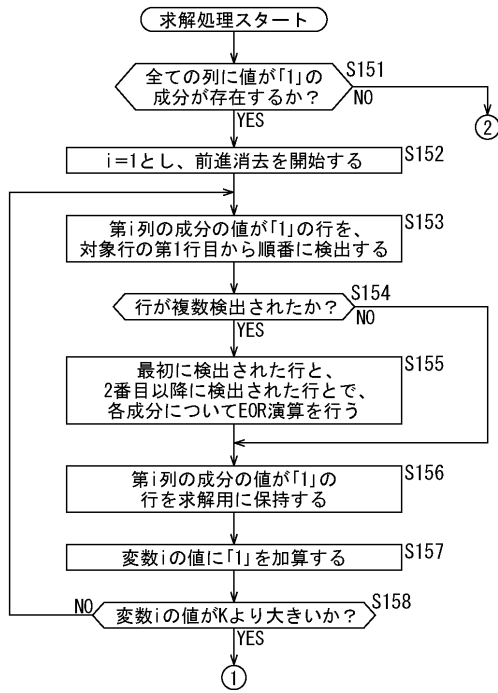 求解処理スタート
S151
全ての列に値が「1」の
成分が存在するか？
NO
YES
②
i=1とし、前進消去を開始する
S152
第i列の成分の値が「1」の行を、
対象行の第1行目から順番に検出する
S153
行が複数検出されたか？
S154
NO
YES
最初に検出された行と、
2番目以降に検出された行とで、
各成分についてEOR演算を行う
S155
第i列の成分の値が「1」の
行を求解用に保持する
S156
変数iの値に「1」を加算する
S157
NO
変数iの値がKより大きいか？
S158
YES
①